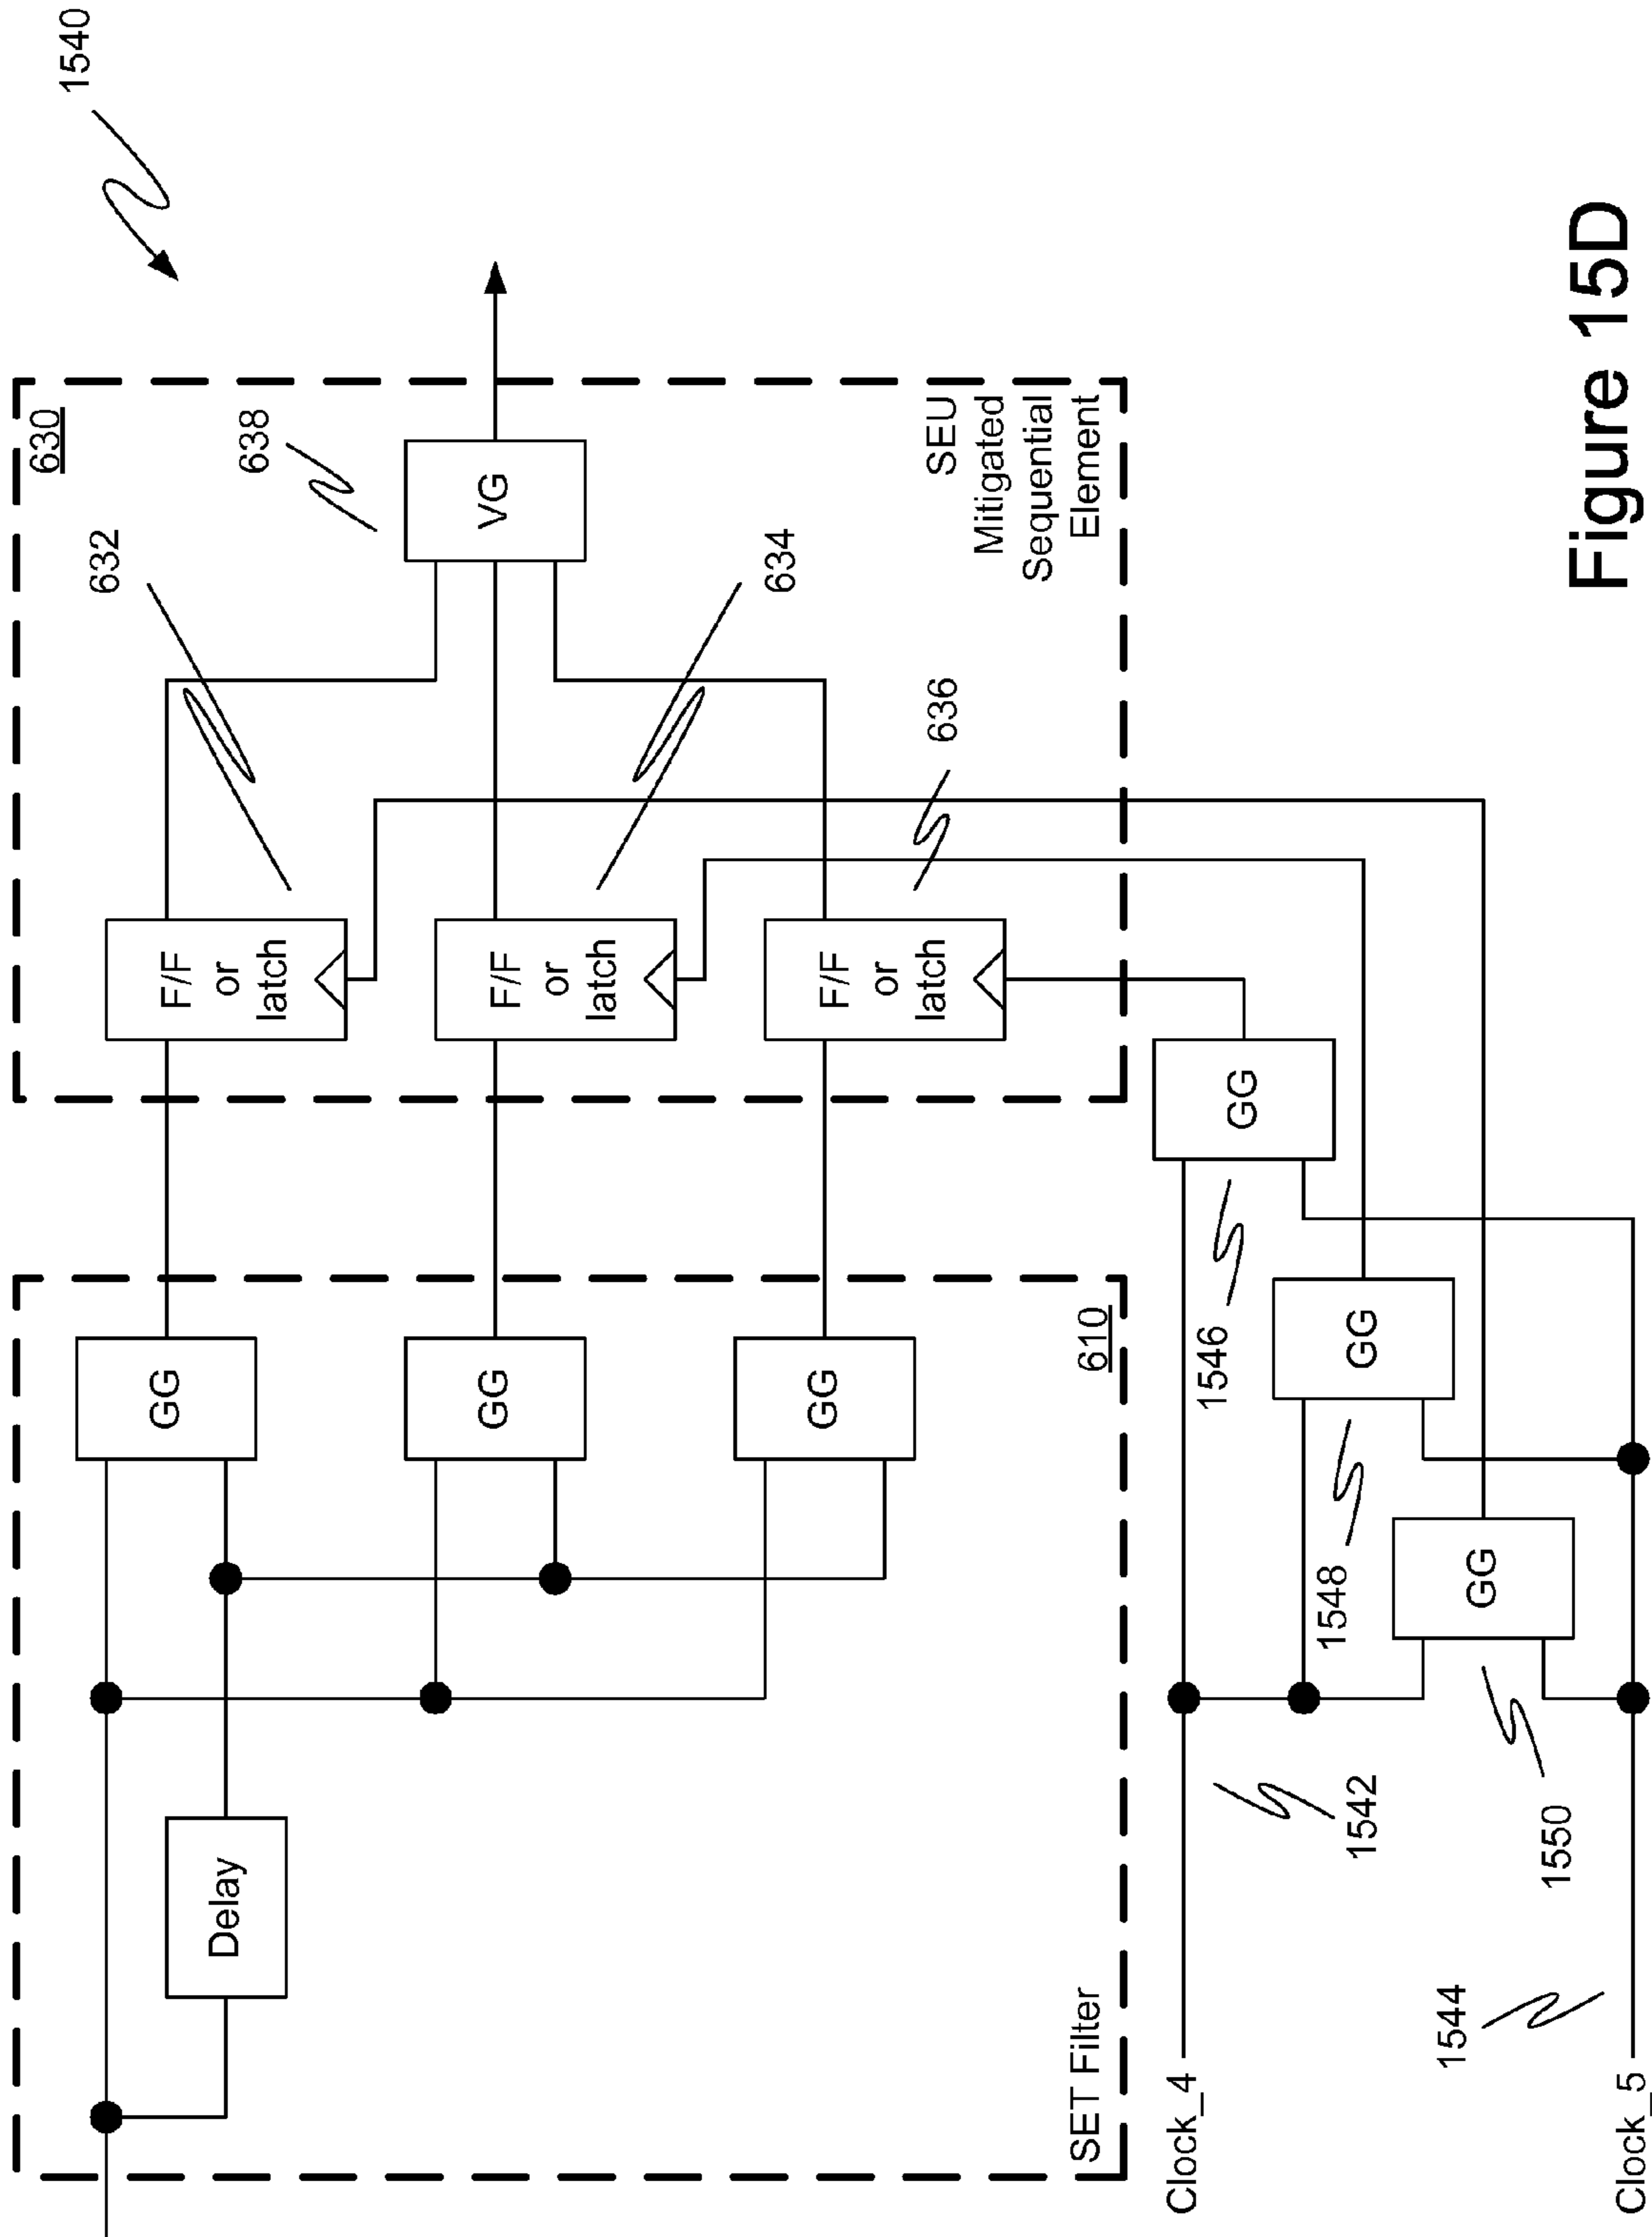 1540
630
638
VG
632
634
SEU
Mitigated
Sequential
Element
636
F/F
or
latch
F/F
or
latch
F/F
or
latch
GG
GG
GG
610
Delay
SET Filter
GG
1546
GG
1548
GG
1550
1542
Clock_4
1544
Clock_5
Figure 15D